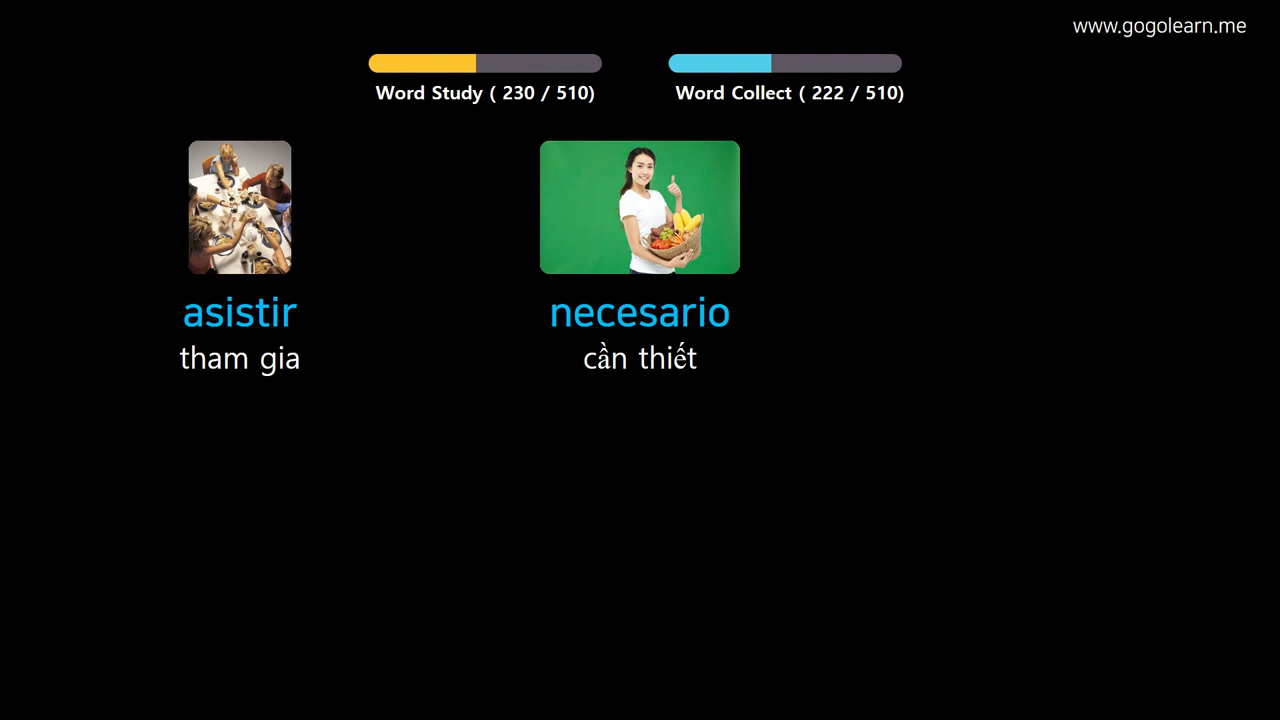 www.gogolearn.me
Word Study ( 230 / 510)
Word Collect ( 222 / 510)
asistir
necesario
tham gia
cần thiết